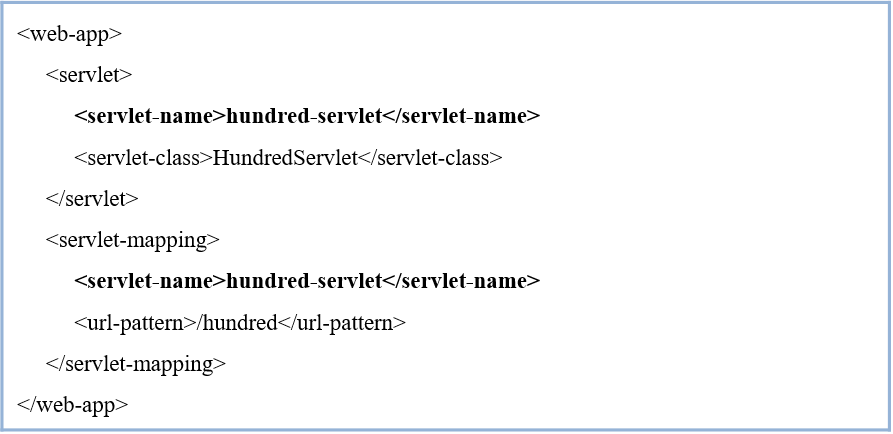 <web-app>
<servlet>
<servlet-name>hundred-servlet</servlet-name>
<servlet-class>HundredServlet</servlet-class>
</servlet>
<servlet-mapping>
<servlet-name>hundred-servlet</servlet-name>
<url-pattern>/hundred</url-pattern>
</servlet-mapping>
</web-app>